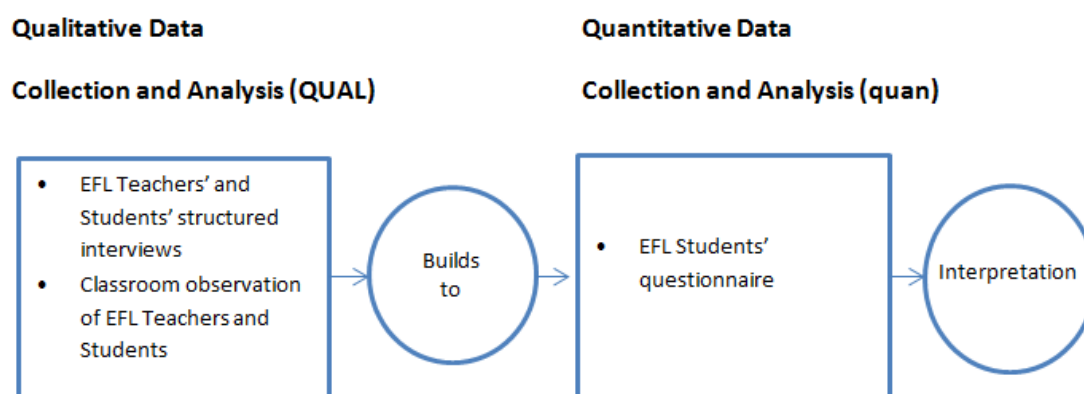 Qualitative Data
Collection and Analysis (QUAL)
• EFL Teachers' and
Students' structured
interviews
• Classroom observation
of EFL Teachers and
Students
Builds
to
Quantitative Data
Collection and Analysis (quan)
• EFL Students'
questionnaire
Interpretation